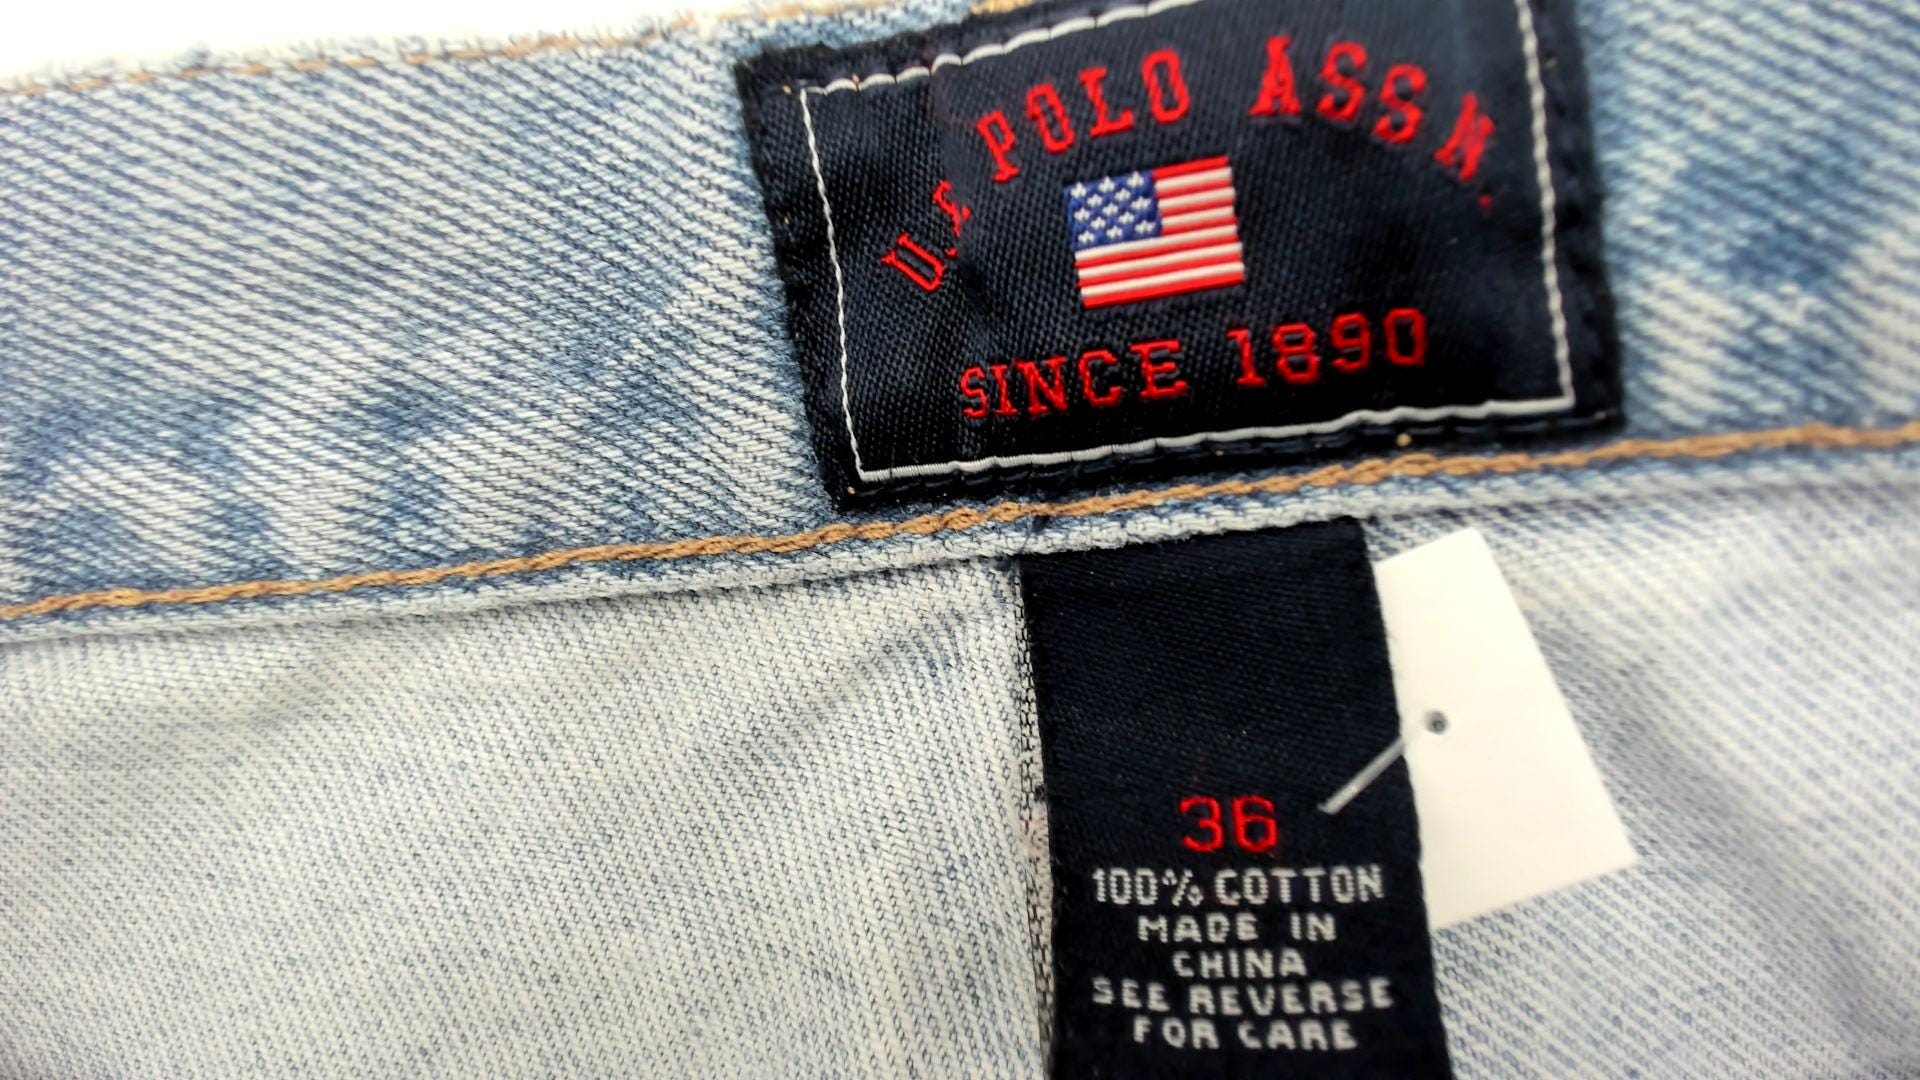 U.S. POLO ASSN.
SINCE 1890
36
100% COTTON
MADE IN
CHINA
SEE REVERSE
FOR CARE